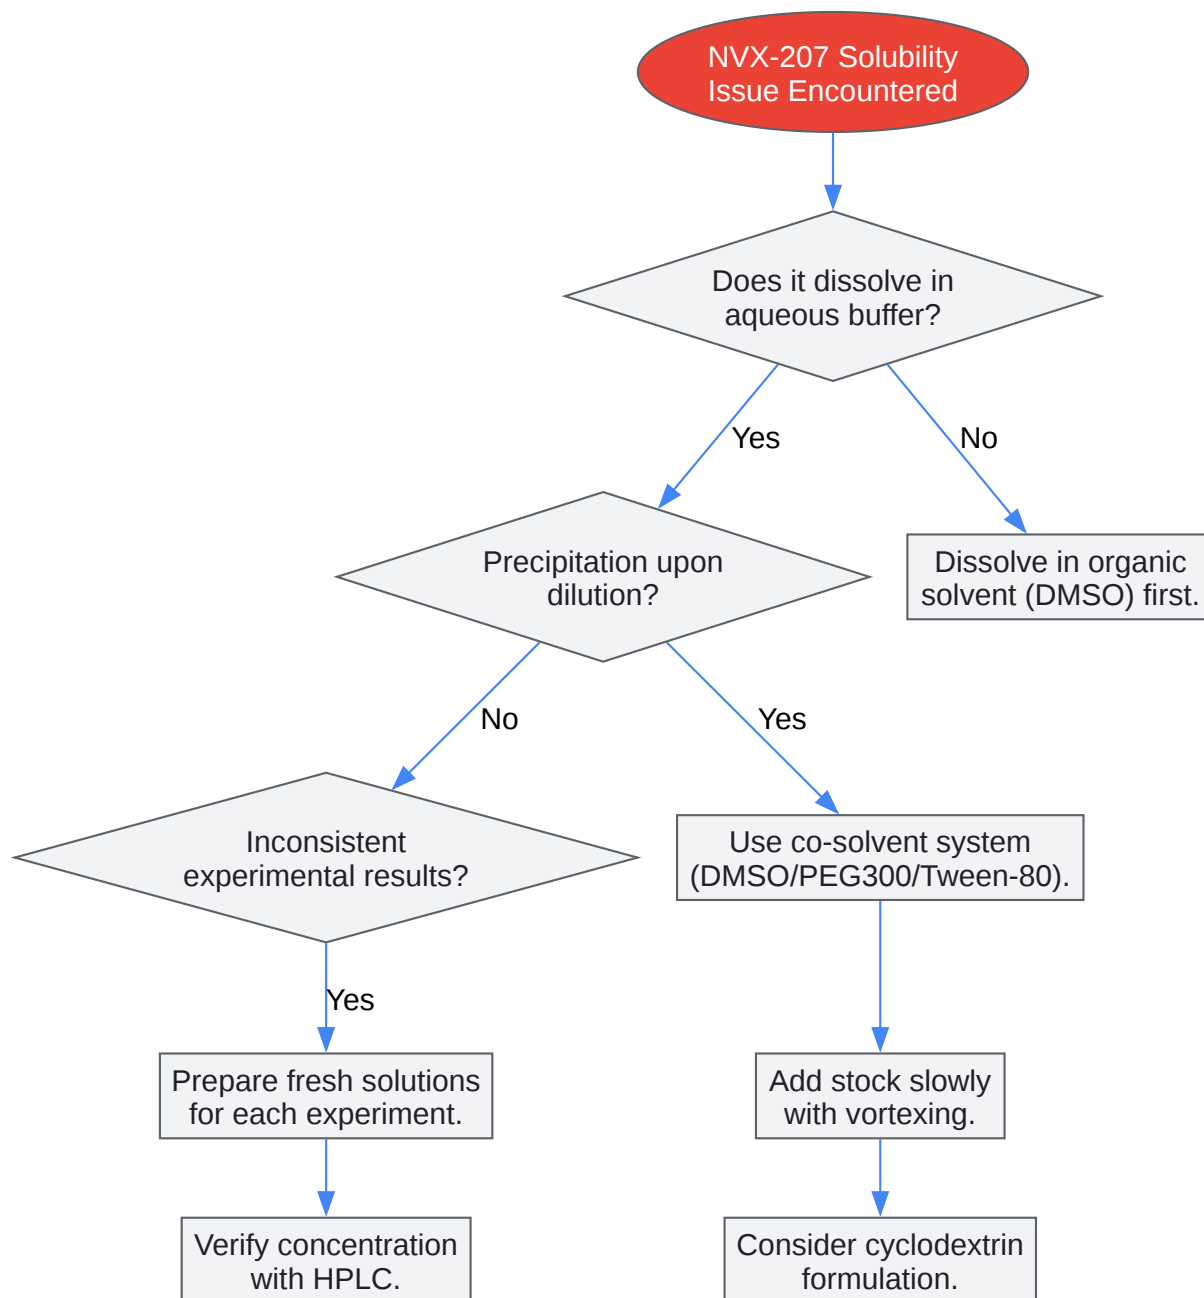 NVX-207 Solubility
Issue Encountered
Does it dissolve in
aqueous buffer?
Yes
No
Precipitation upon
dilution?
Dissolve in organic
solvent (DMSO) first.
No
Yes
Inconsistent
experimental results?
Use co-solvent system
(DMSO/PEG300/Tween-80).
Yes
Prepare fresh solutions
for each experiment.
Add stock slowly
with vortexing.
Verify concentration
with HPLC.
Consider cyclodextrin
formulation.